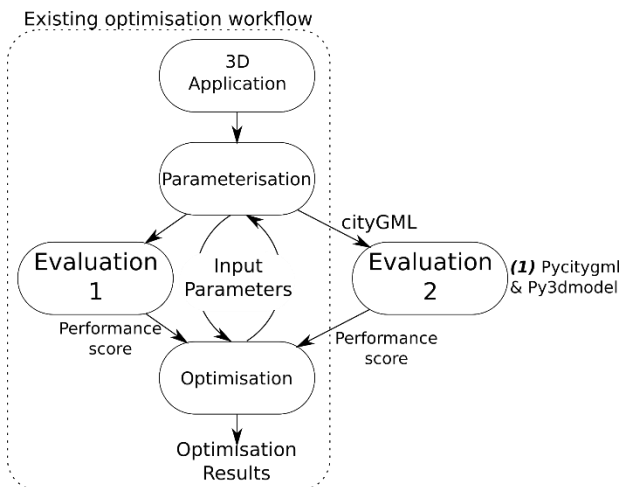 Existing optimisation workflow
3D
Application
Parameterisation
cityGML
Evaluation
1
Input
Parameters
Evaluation
2
(1) Pycitygml
& Py3dmodel
Performance
score
Performance
score
Optimisation
Optimisation
Results